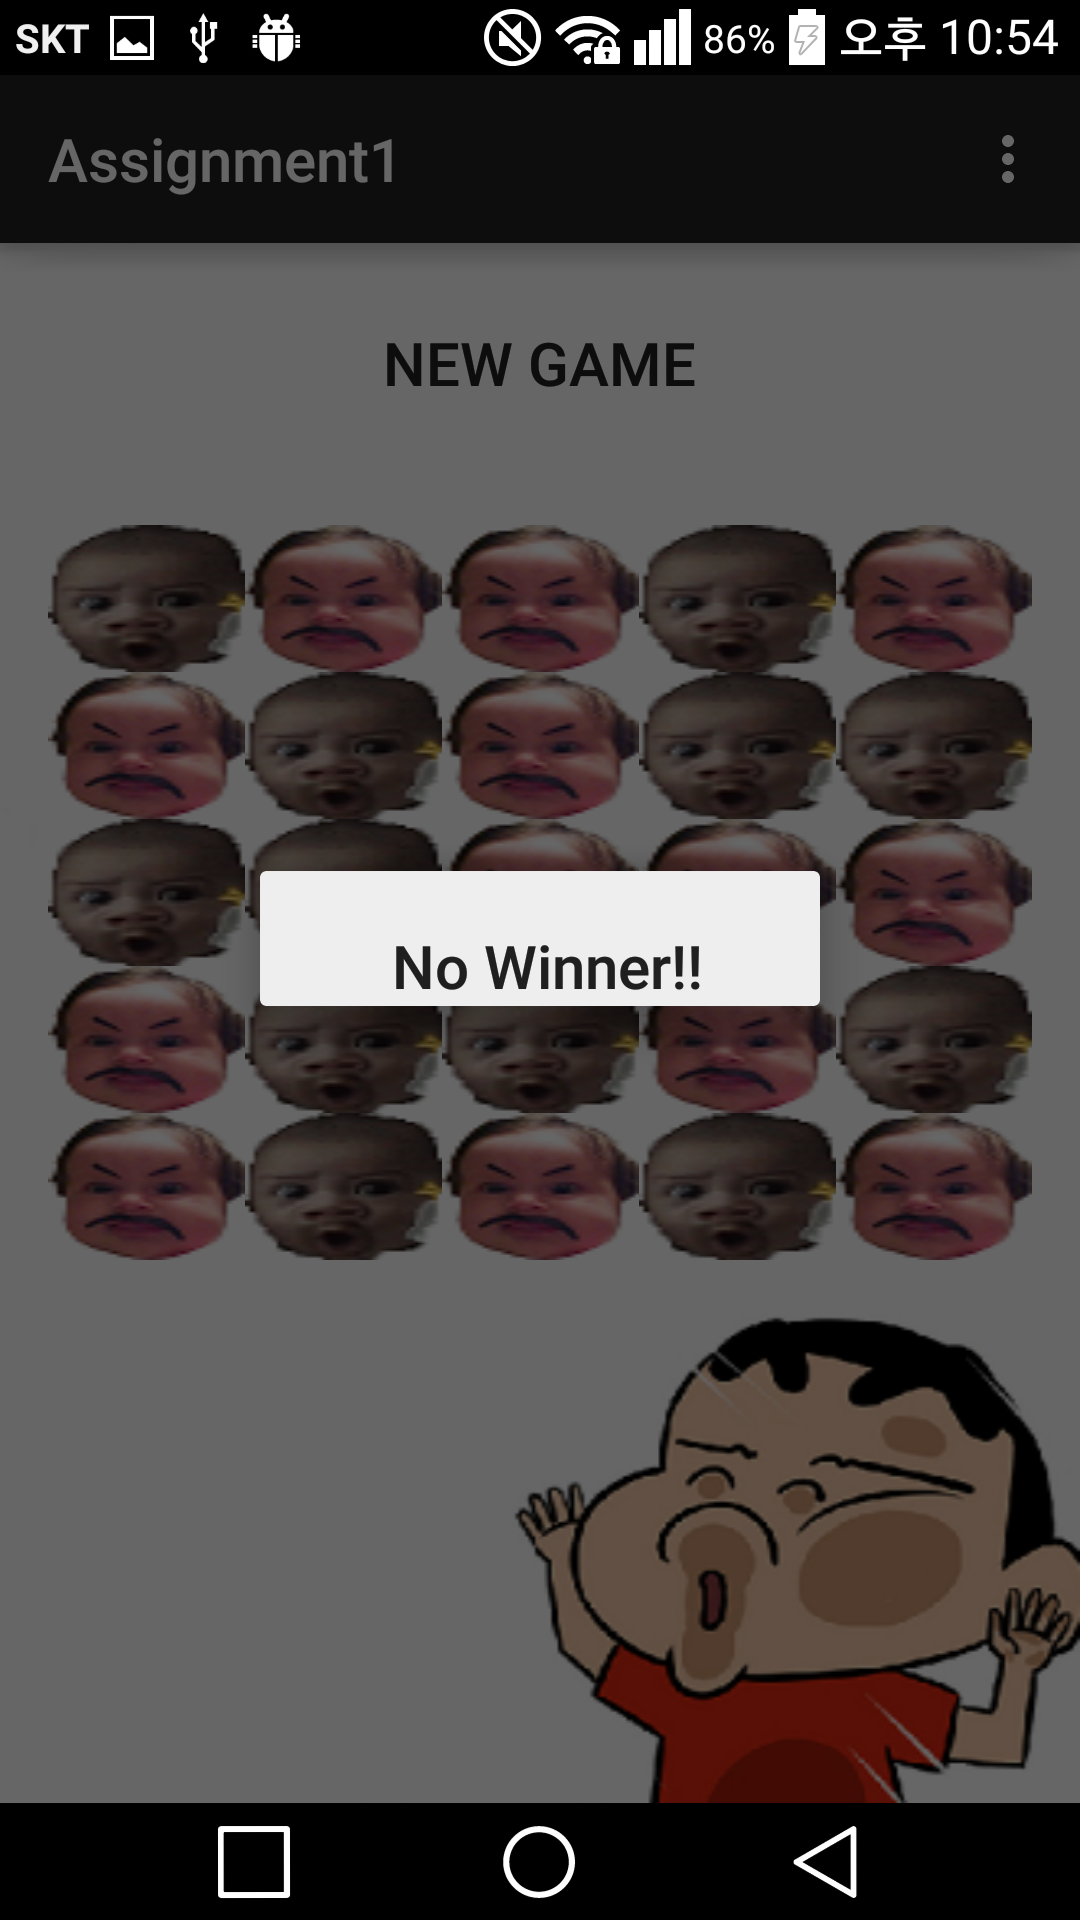 SKT 86% 오후 10:54
Assignment1
NEW GAME
No Winner!!